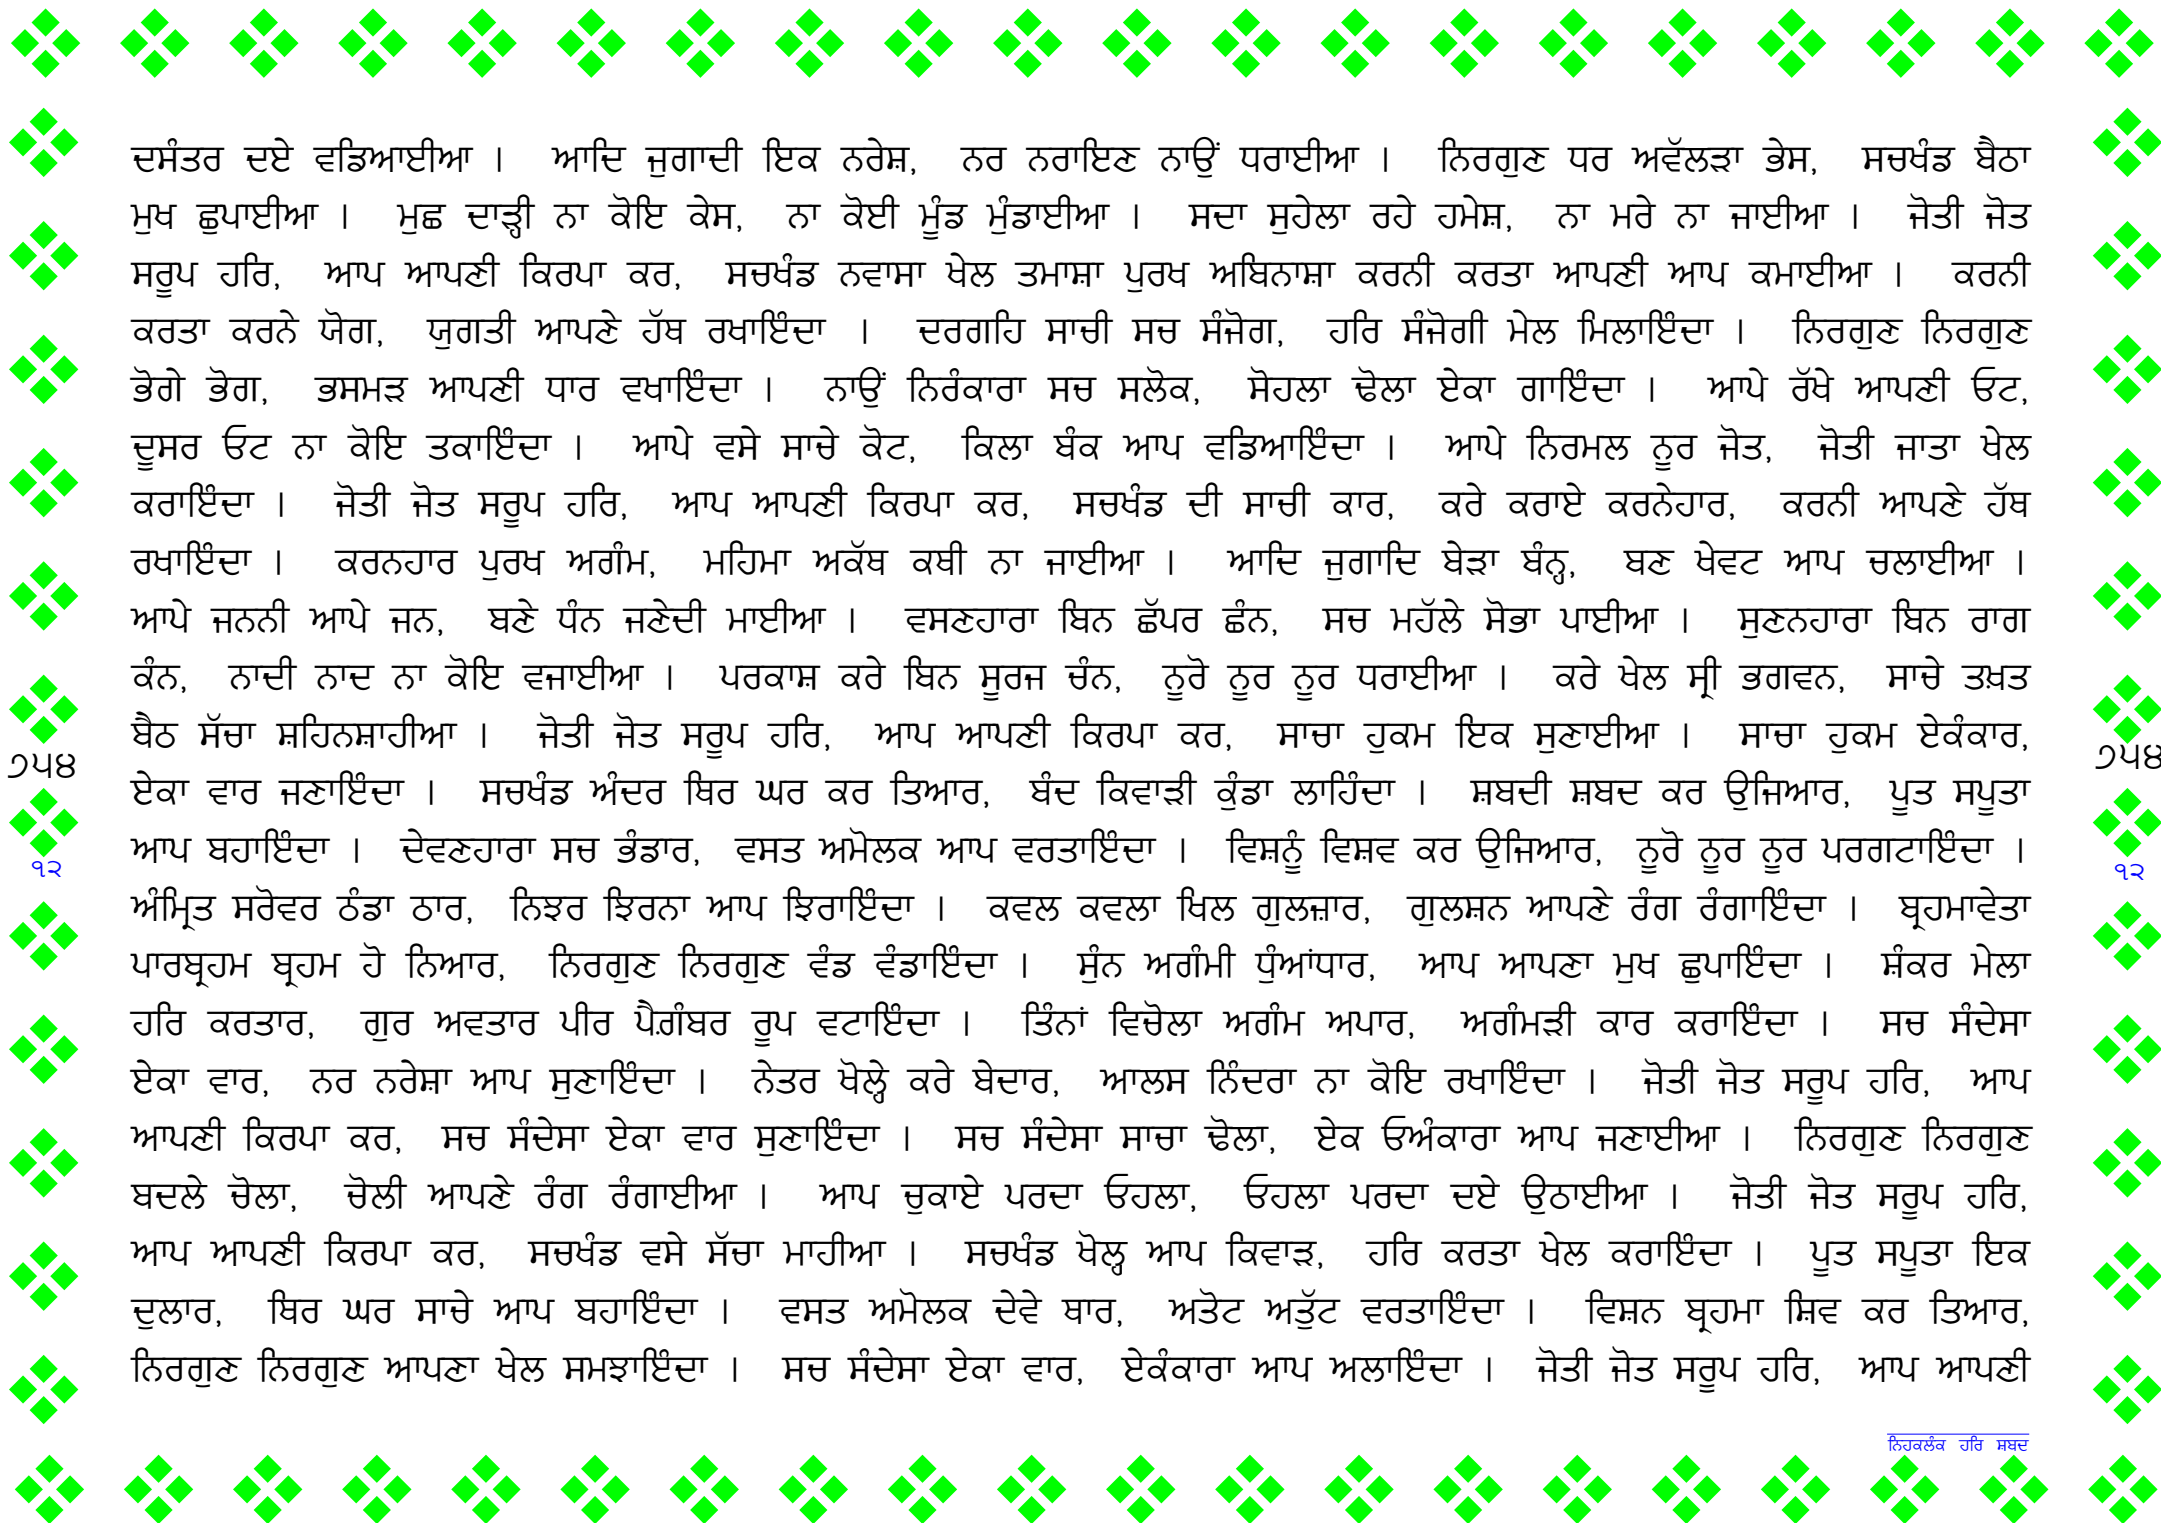 ਦਸੰਤਰ ਦਏ ਵਡਿਆਈਆ । ਆਦਿ ਜੁਗਾਦੀ ਇਕ ਨਰੇਸ਼, ਨਰ ਨਰਾਇਣ ਨਾਉਂ ਧਰਾਈਆ । ਨਿਰਗੁਣ ਧਰ ਅਵੱਲੜਾ ਭੇਸ, ਸਚਖੰਡ ਬੈਠਾ
ਮੁਖ ਛੁਪਾਈਆ । ਮੁਛ ਦਾੜ੍ਹੀ ਨਾ ਕੋਇ ਕੇਸ, ਨਾ ਕੋਈ ਮੂੰਡ ਮੁੰਡਾਈਆ । ਸਦਾ ਸੁਹੇਲਾ ਰਹੇ ਹਮੇਸ਼, ਨਾ ਮਰੇ ਨਾ ਜਾਈਆ । ਜੋਤੀ ਜੋਤ
ਸਰੂਪ ਹਰਿ, ਆਪ ਆਪਣੀ ਕਿਰਪਾ ਕਰ, ਸਚਖੰਡ ਨਵਾਸਾ ਖੇਲ ਤਮਾਸ਼ਾ ਪੁਰਖ ਅਬਿਨਾਸ਼ਾ ਕਰਨੀ ਕਰਤਾ ਆਪਣੀ ਆਪ ਕਮਾਈਆ । ਕਰਨੀ
ਕਰਤਾ ਕਰਨੇ ਯੋਗ, ਯੁਗਤੀ ਆਪਣੇ ਹੱਥ ਰਖਾਇੰਦਾ । ਦਰਗਹਿ ਸਾਚੀ ਸਚ ਸੰਜੋਗ, ਹਰਿ ਸੰਜੋਗੀ ਮੇਲ ਮਿਲਾਇੰਦਾ । ਨਿਰਗੁਣ ਨਿਰਗੁਣ
ਭੋਗੇ ਭੋਗ, ਭਸਮੜ ਆਪਣੀ ਧਾਰ ਵਖਾਇੰਦਾ । ਨਾਉਂ ਨਿਰੰਕਾਰਾ ਸਚ ਸਲੋਕ, ਸੋਹਲਾ ਢੋਲਾ ਏਕਾ ਗਾਇੰਦਾ । ਆਪੇ ਰੱਖੇ ਆਪਣੀ ਓਟ,
ਦੂਸਰ ਓਟ ਨਾ ਕੋਇ ਤਕਾਇੰਦਾ । ਆਪੇ ਵਸੇ ਸਾਚੇ ਕੋਟ, ਕਿਲਾ ਬੰਕ ਆਪ ਵਡਿਆਇੰਦਾ । ਆਪੇ ਨਿਰਮਲ ਨੂਰ ਜੋਤ, ਜੋਤੀ ਜਾਤਾ ਖੇਲ
ਕਰਾਇੰਦਾ । ਜੋਤੀ ਜੋਤ ਸਰੂਪ ਹਰਿ, ਆਪ ਆਪਣੀ ਕਿਰਪਾ ਕਰ, ਸਚਖੰਡ ਦੀ ਸਾਚੀ ਕਾਰ, ਕਰੇ ਕਰਾਏ ਕਰਨੇਹਾਰ, ਕਰਨੀ ਆਪਣੇ ਹੱਥ
ਰਖਾਇੰਦਾ । ਕਰਨਹਾਰ ਪੁਰਖ ਅਗੰਮ, ਮਹਿਮਾ ਅਕੱਥ ਕਥੀ ਨਾ ਜਾਈਆ । ਆਦਿ ਜੁਗਾਦਿ ਬੇੜਾ ਬੰਨ੍ਹ, ਬਣ ਖੇਵਟ ਆਪ ਚਲਾਈਆ ।
ਆਪੇ ਜਨਨੀ ਆਪੇ ਜਨ, ਬਣੇ ਧੰਨ ਜਣੇਦੀ ਮਾਈਆ । ਵਸਣਹਾਰਾ ਬਿਨ ਛੱਪਰ ਛੰਨ, ਸਚ ਮਹੱਲੇ ਸੋਭਾ ਪਾਈਆ । ਸੁਣਨਹਾਰਾ ਬਿਨ ਰਾਗ
ਕੰਨ, ਨਾਦੀ ਨਾਦ ਨਾ ਕੋਇ ਵਜਾਈਆ । ਪਰਕਾਸ਼ ਕਰੇ ਬਿਨ ਸੂਰਜ ਚੰਨ, ਨੂਰੋ ਨੂਰ ਨੂਰ ਧਰਾਈਆ । ਕਰੇ ਖੇਲ ਸ੍ਰੀ ਭਗਵਨ, ਸਾਚੇ ਤਖ਼ਤ
ਬੈਠ ਸੱਚਾ ਸ਼ਹਿਨਸ਼ਾਹੀਆ । ਜੋਤੀ ਜੋਤ ਸਰੂਪ ਹਰਿ, ਆਪ ਆਪਣੀ ਕਿਰਪਾ ਕਰ, ਸਾਚਾ ਹੁਕਮ ਇਕ ਸੁਣਾਈਆ । ਸਾਚਾ ਹੁਕਮ ਏਕੰਕਾਰ,
੭੫੪ ੭੫੪
ਏਕਾ ਵਾਰ ਜਣਾਇੰਦਾ । ਸਚਖੰਡ ਅੰਦਰ ਥਿਰ ਘਰ ਕਰ ਤਿਆਰ, ਬੰਦ ਕਿਵਾੜੀ ਕੁੰਡਾ ਲਾਹਿੰਦਾ । ਸ਼ਬਦੀ ਸ਼ਬਦ ਕਰ ਉਜਿਆਰ, ਪੂਤ ਸਪੂਤਾ
ਆਪ ਬਹਾਇੰਦਾ । ਦੇਵਣਹਾਰਾ ਸਚ ਭੰਡਾਰ, ਵਸਤ ਅਮੋਲਕ ਆਪ ਵਰਤਾਇੰਦਾ । ਵਿਸ਼ਨੂੰ ਵਿਸ਼ਵ ਕਰ ਉਜਿਆਰ, ਨੂਰੋ ਨੂਰ ਨੂਰ ਪਰਗਟਾਇੰਦਾ ।
੧੨ ੧੨
ਅੰਮ੍ਰਿਤ ਸਰੋਵਰ ਠੰਡਾ ਠਾਰ, ਨਿਝਰ ਝਿਰਨਾ ਆਪ ਝਿਰਾਇੰਦਾ । ਕਵਲ ਕਵਲਾ ਖਿਲ ਗੁਲਜ਼ਾਰ, ਗੁਲਸ਼ਨ ਆਪਣੇ ਰੰਗ ਰੰਗਾਇੰਦਾ । ਬ੍ਰਹਮਾਵੇਤਾ
ਪਾਰਬ੍ਰਹਮ ਬ੍ਰਹਮ ਹੋ ਨਿਆਰ, ਨਿਰਗੁਣ ਨਿਰਗੁਣ ਵੰਡ ਵੰਡਾਇੰਦਾ । ਸੁੰਨ ਅਗੰਮੀ ਧੁੰਆਂਧਾਰ, ਆਪ ਆਪਣਾ ਮੁਖ ਛੁਪਾਇੰਦਾ । ਸ਼ੰਕਰ ਮੇਲਾ
ਹਰਿ ਕਰਤਾਰ, ਗੁਰ ਅਵਤਾਰ ਪੀਰ ਪੈਗ਼ੰਬਰ ਰੂਪ ਵਟਾਇੰਦਾ । ਤਿੰਨਾਂ ਵਿਚੋਲਾ ਅਗੰਮ ਅਪਾਰ, ਅਗੰਮੜੀ ਕਾਰ ਕਰਾਇੰਦਾ । ਸਚ ਸੰਦੇਸਾ
ਏਕਾ ਵਾਰ, ਨਰ ਨਰੇਸ਼ਾ ਆਪ ਸੁਣਾਇੰਦਾ । ਨੇਤਰ ਖੋਲ੍ਹੇ ਕਰੇ ਬੇਦਾਰ, ਆਲਸ ਨਿੰਦਰਾ ਨਾ ਕੋਇ ਰਖਾਇੰਦਾ । ਜੋਤੀ ਜੋਤ ਸਰੂਪ ਹਰਿ, ਆਪ
ਆਪਣੀ ਕਿਰਪਾ ਕਰ, ਸਚ ਸੰਦੇਸਾ ਏਕਾ ਵਾਰ ਸੁਣਾਇੰਦਾ । ਸਚ ਸੰਦੇਸਾ ਸਾਚਾ ਢੋਲਾ, ਏਕ ਓਅੰਕਾਰਾ ਆਪ ਜਣਾਈਆ । ਨਿਰਗੁਣ ਨਿਰਗੁਣ
ਬਦਲੇ ਚੋਲਾ, ਚੋਲੀ ਆਪਣੇ ਰੰਗ ਰੰਗਾਈਆ । ਆਪ ਚੁਕਾਏ ਪਰਦਾ ਓਹਲਾ, ਓਹਲਾ ਪਰਦਾ ਦਏ ਉਠਾਈਆ । ਜੋਤੀ ਜੋਤ ਸਰੂਪ ਹਰਿ,
ਆਪ ਆਪਣੀ ਕਿਰਪਾ ਕਰ, ਸਚਖੰਡ ਵਸੇ ਸੱਚਾ ਮਾਹੀਆ । ਸਚਖੰਡ ਖੋਲ੍ਹ ਆਪ ਕਿਵਾੜ, ਹਰਿ ਕਰਤਾ ਖੇਲ ਕਰਾਇੰਦਾ । ਪੂਤ ਸਪੂਤਾ ਇਕ
ਦੁਲਾਰ, ਥਿਰ ਘਰ ਸਾਚੇ ਆਪ ਬਹਾਇੰਦਾ । ਵਸਤ ਅਮੋਲਕ ਦੇਵੇ ਥਾਰ, ਅਤੋਟ ਅਤੁੱਟ ਵਰਤਾਇੰਦਾ । ਵਿਸ਼ਨ ਬ੍ਰਹਮਾ ਸ਼ਿਵ ਕਰ ਤਿਆਰ,
ਨਿਰਗੁਣ ਨਿਰਗੁਣ ਆਪਣਾ ਖੇਲ ਸਮਝਾਇੰਦਾ । ਸਚ ਸੰਦੇਸਾ ਏਕਾ ਵਾਰ, ਏਕੰਕਾਰਾ ਆਪ ਅਲਾਇੰਦਾ । ਜੋਤੀ ਜੋਤ ਸਰੂਪ ਹਰਿ, ਆਪ ਆਪਣੀ
ਨਿਹਕਲੰਕ ਹਰਿ ਸ਼ਬਦ